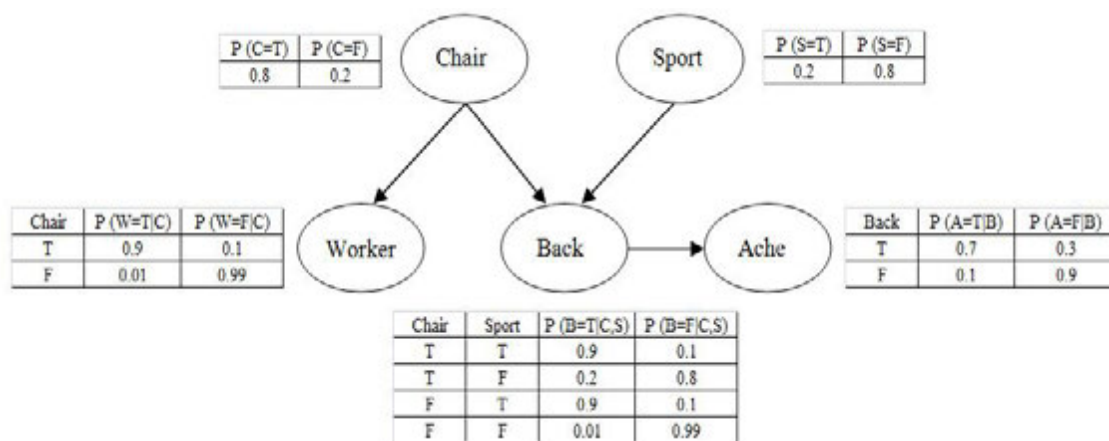 P (C=T) P (C=F)
0.8 0.2
Chair
Sport
P (S=T) P (S=F)
0.2 0.8
Chair P (W=T|C) P (W=F|C)
T 0.9 0.1
F 0.01 0.99
Worker
Back
Ache
Back P (A=T|B) P (A=F|B)
T 0.7 0.3
F 0.1 0.9
Chair Sport P (B=T|C,S) P (B=F|C,S)
T T 0.9 0.1
T F 0.2 0.8
F T 0.9 0.1
F F 0.01 0.99